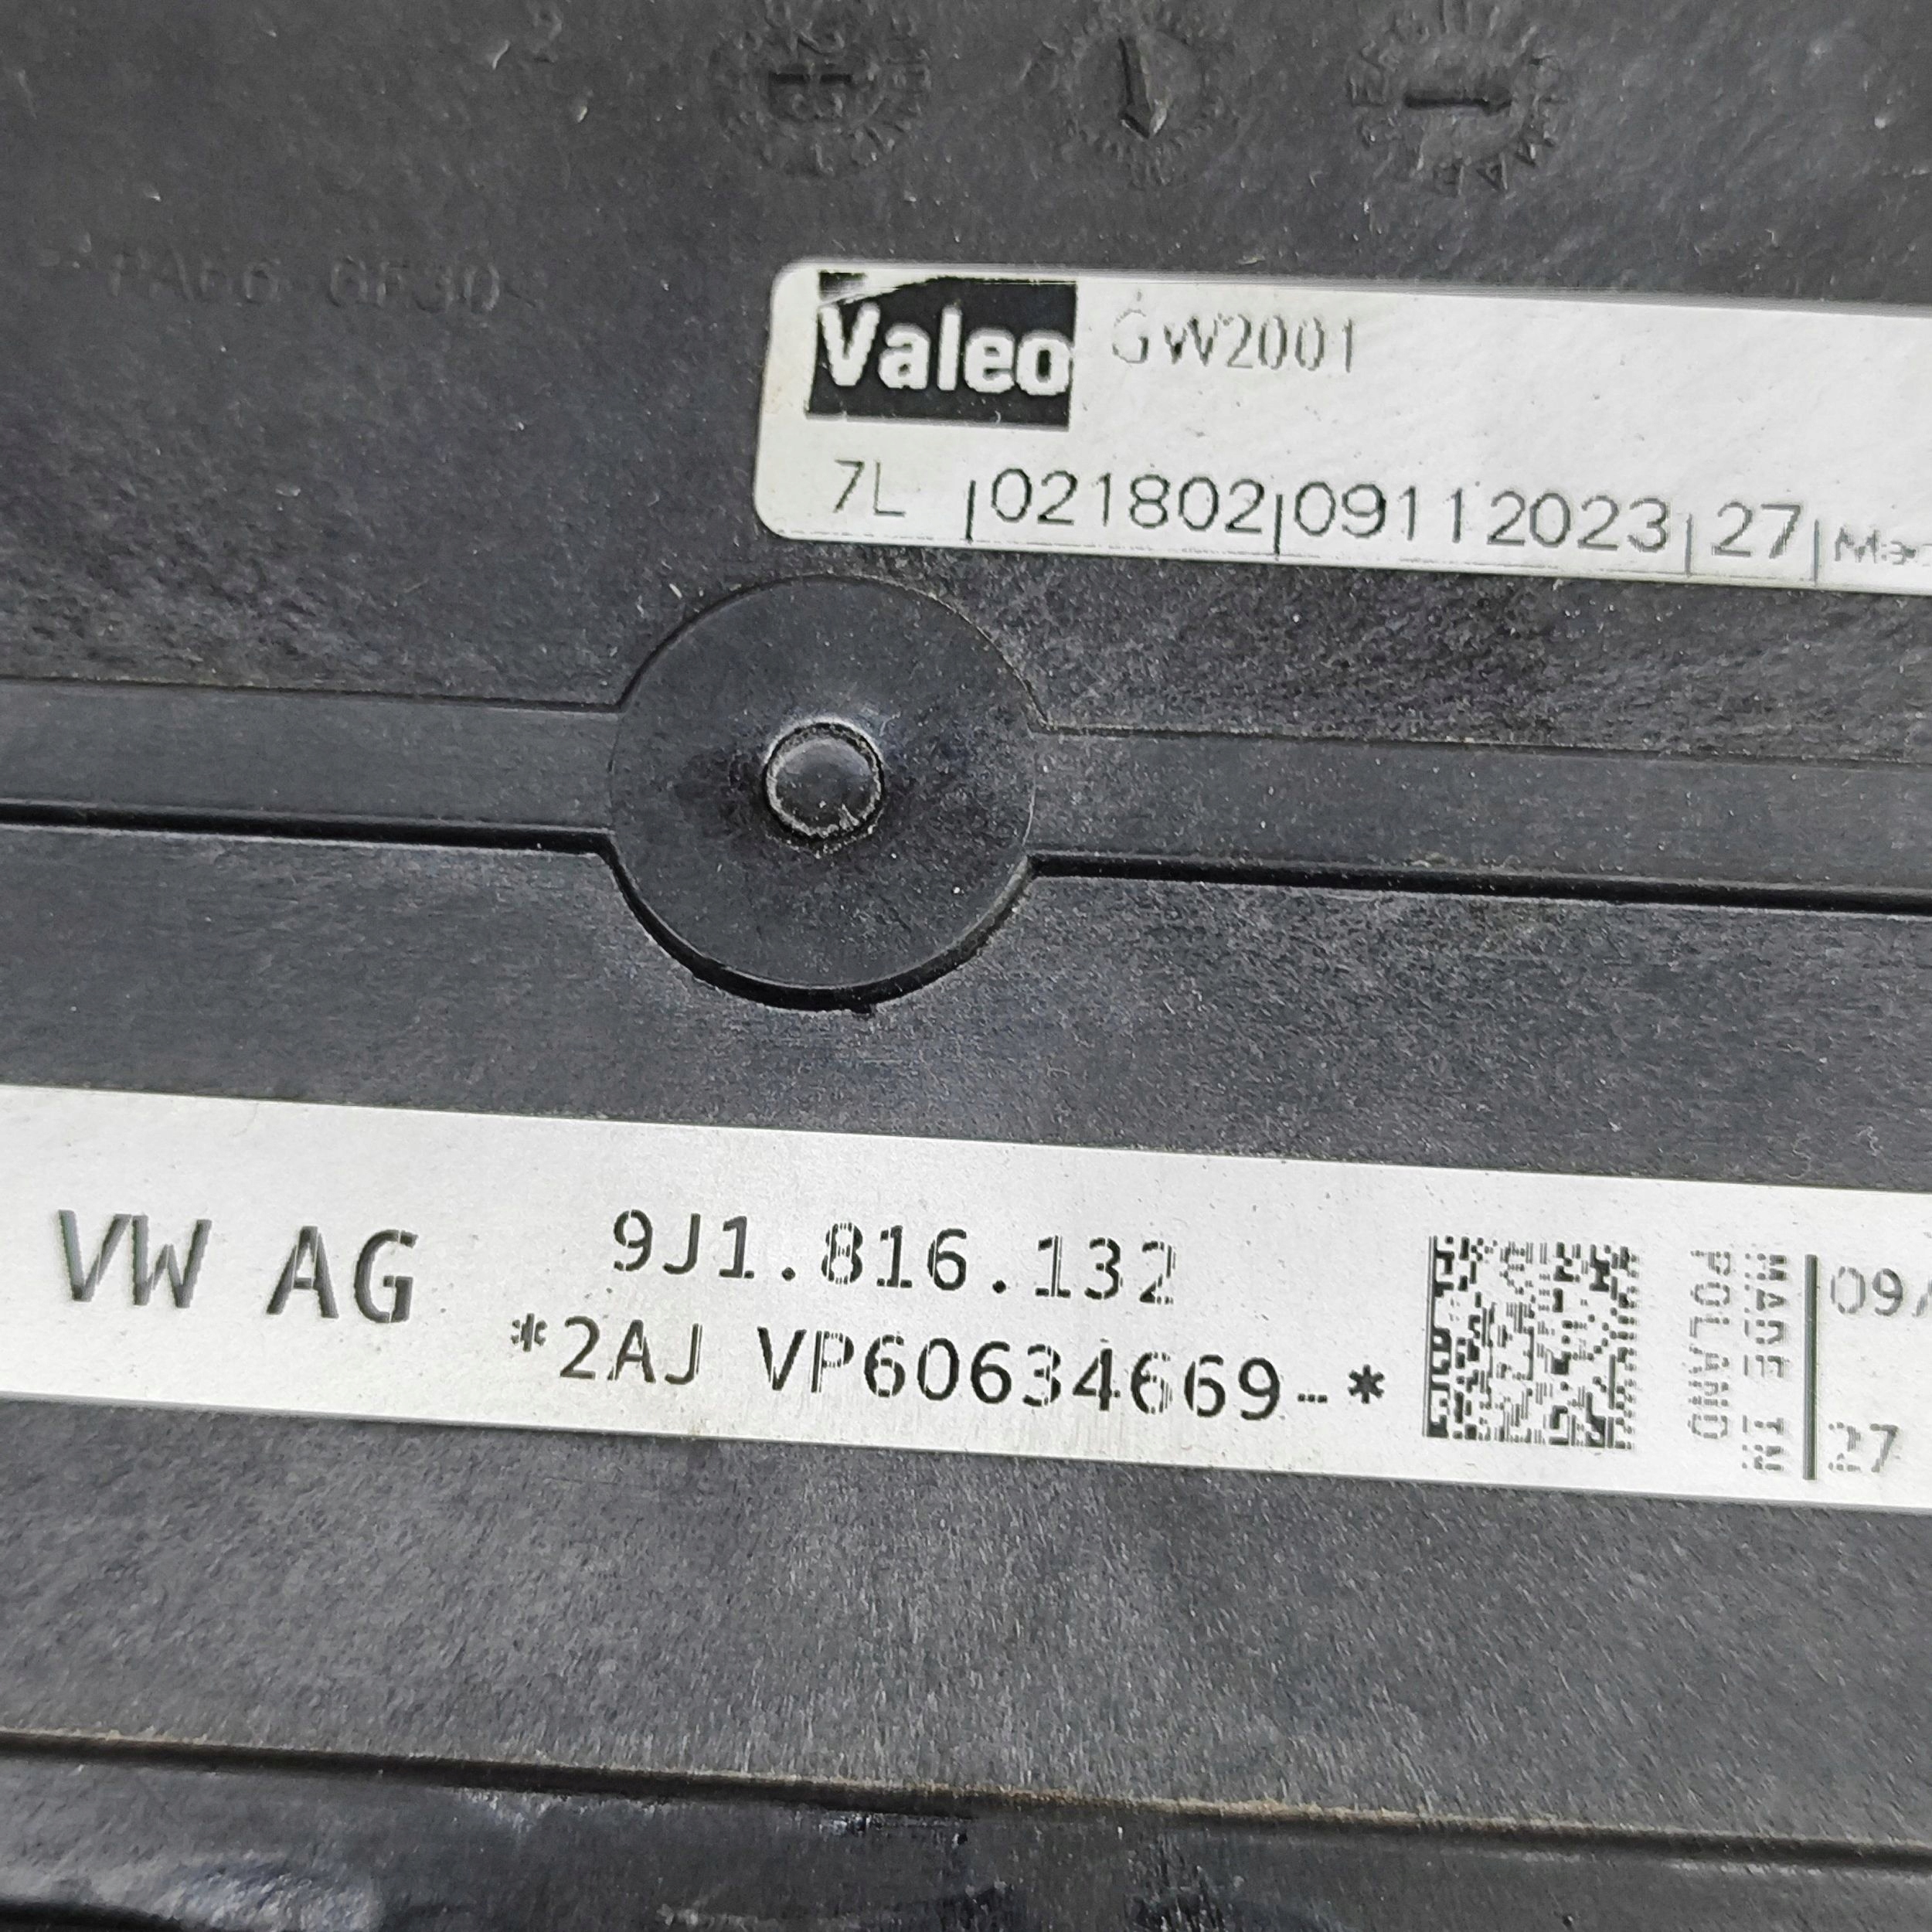 PA66-GF30<
Valeo GW2001
7L |021802|09112023|27|
VW AG
9J1.816.132
*2AJ VP60634669-*
MADE IN
POLAND
09
27